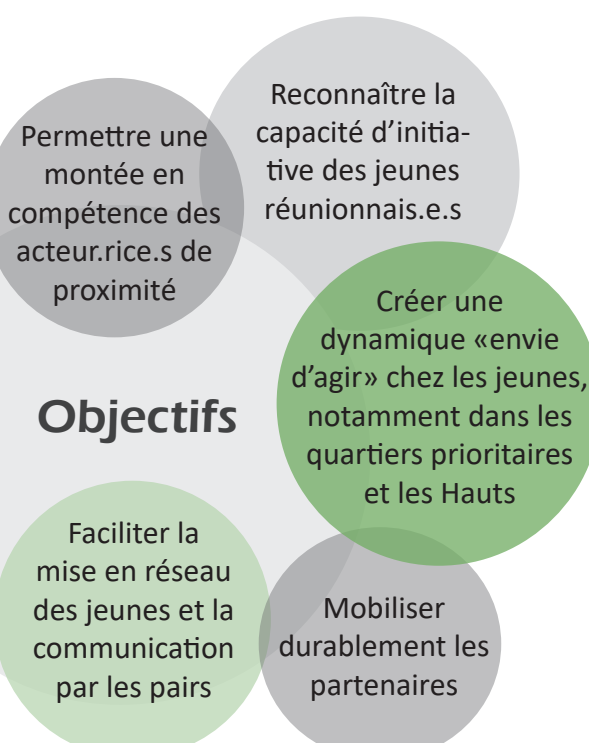 Permettre une
montée en
compétence des
acteur.rice.s de
proximité
Reconnaître la
capacité d’initia-
tive des jeunes
réunionnais.e.s
Créer une
dynamique «envie
d’agir» chez les jeunes,
notamment dans les
quartiers prioritaires
et les Hauts
Objectifs
Faciliter la
mise en réseau
des jeunes et la
communication
par les pairs
Mobiliser
durablement les
partenaires